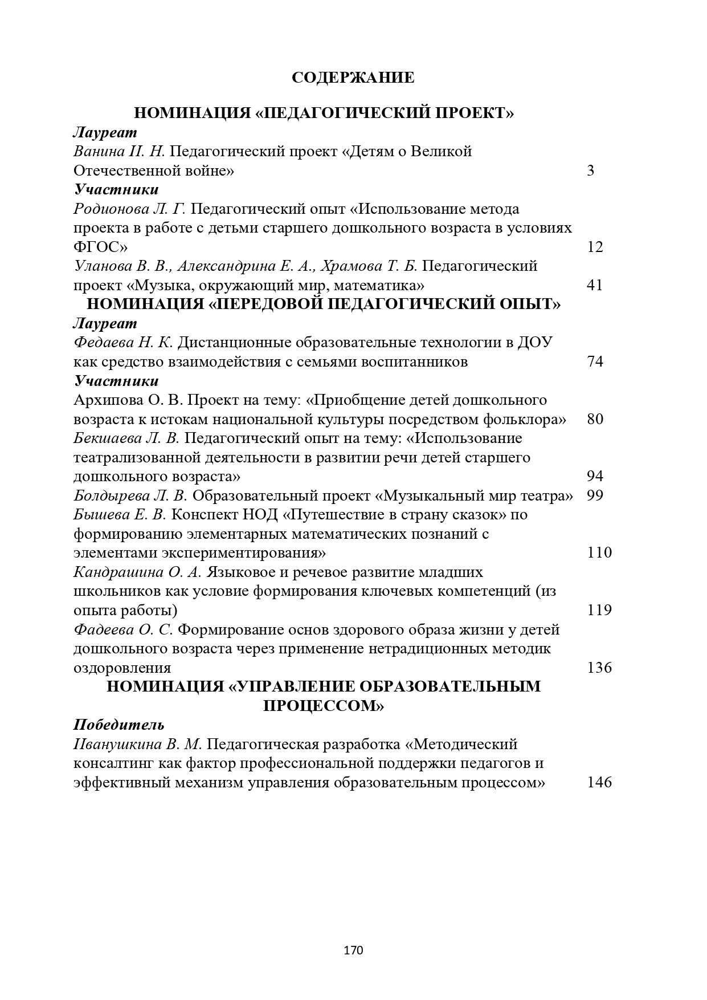 СОДЕРЖАНИЕ
НОМИНАЦИЯ «ПЕДАГОГИЧЕСКИЙ ПРОЕКТ»
Лауреат
Ванина И. Н. Педагогический проект «Детям о Великой
Отечественной войне» 3
Участники
Родионова Л. Г. Педагогический опыт «Использование метода
проекта в работе с детьми старшего дошкольного возраста в условиях
ФГОС» 12
Уланова В. В., Александрина Е. А., Храмова Т. Б. Педагогический
проект «Музыка, окружающий мир, математика» 41
НОМИНАЦИЯ «ПЕРЕДОВОЙ ПЕДАГОГИЧЕСКИЙ ОПЫТ»
Лауреат
Федаева Н. К. Дистанционные образовательные технологии в ДОУ
как средство взаимодействия с семьями воспитанников 74
Участники
Архипова О. В. Проект на тему: «Приобщение детей дошкольного
возраста к истокам национальной культуры посредством фольклора» 80
Бекшаева Л. В. Педагогический опыт на тему: «Использование
театрализованной деятельности в развитии речи детей старшего
дошкольного возраста» 94
Болдырева Л. В. Образовательный проект «Музыкальный мир театра» 99
Бышева Е. В. Конспект НОД «Путешествие в страну сказок» по
формированию элементарных математических познаний с
элементами экспериментирования» 110
Кандрашина О. А. Языковое и речевое развитие младших
школьников как условие формирования ключевых компетенций (из
опыта работы) 119
Фадеева О. С. Формирование основ здорового образа жизни у детей
дошкольного возраста через применение нетрадиционных методик
оздоровления 136
НОМИНАЦИЯ «УПРАВЛЕНИЕ ОБРАЗОВАТЕЛЬНЫМ
ПРОЦЕССОМ»
Победитель
Иванушкина В. М. Педагогическая разработка «Методический
консалтинг как фактор профессиональной поддержки педагогов и
эффективный механизм управления образовательным процессом» 146
170